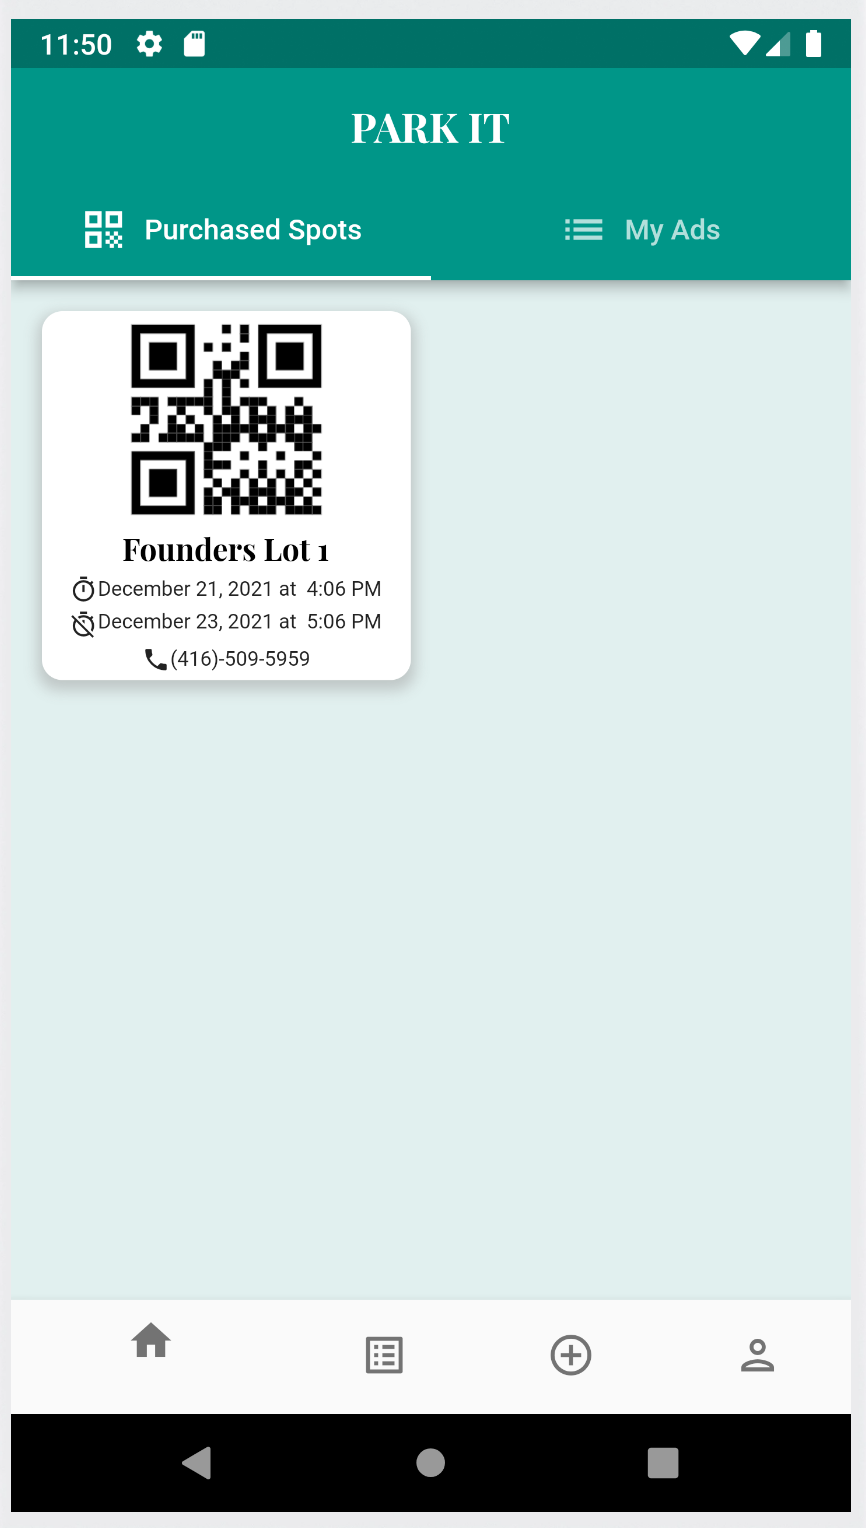 11:50
PARK IT
Purchased Spots
My Ads
Founders Lot 1
December 21, 2021 at  4:06 PM
December 23, 2021 at  5:06 PM
(416)-509-5959